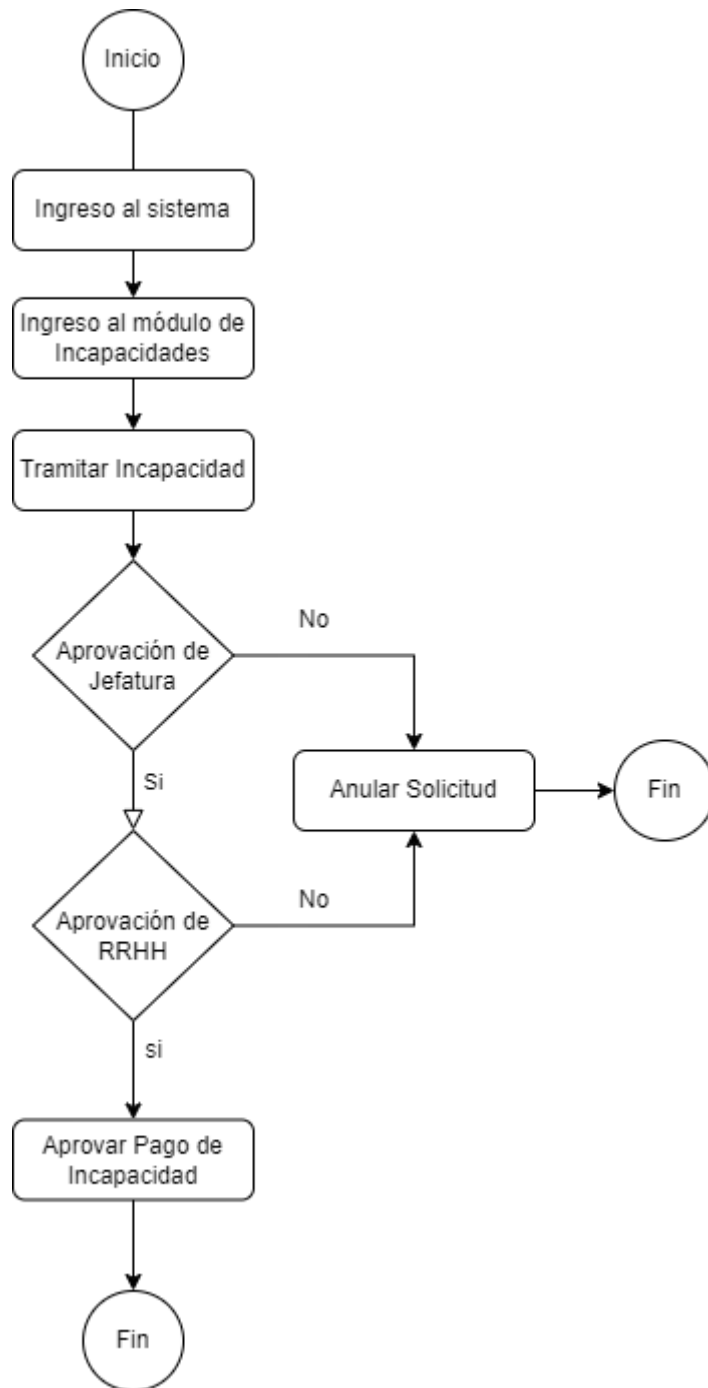 Inicio
Ingreso al sistema
Ingreso al módulo de
Incapacidades
Tramitar Incapacidad
Aprovación de
Jefatura
No
Si
Anular Solicitud
Fin
Aprovación de
RRHH
No
si
Aprovar Pago de
Incapacidad
Fin